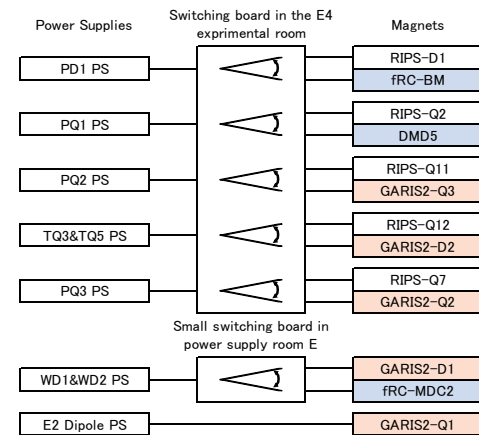 Power Supplies
Switching board in the E4
exprimental room
Magnets
PD1 PS
RIPS-D1
fRC-BM
PQ1 PS
RIPS-Q2
DMD5
PQ2 PS
RIPS-Q11
GARIS2-Q3
TQ3&TQ5 PS
RIPS-Q12
GARIS2-D2
PQ3 PS
RIPS-Q7
GARIS2-Q2
Small switching board in
power supply room E
WD1&WD2 PS
GARIS2-D1
fRC-MDC2
E2 Dipole PS
GARIS2-Q1